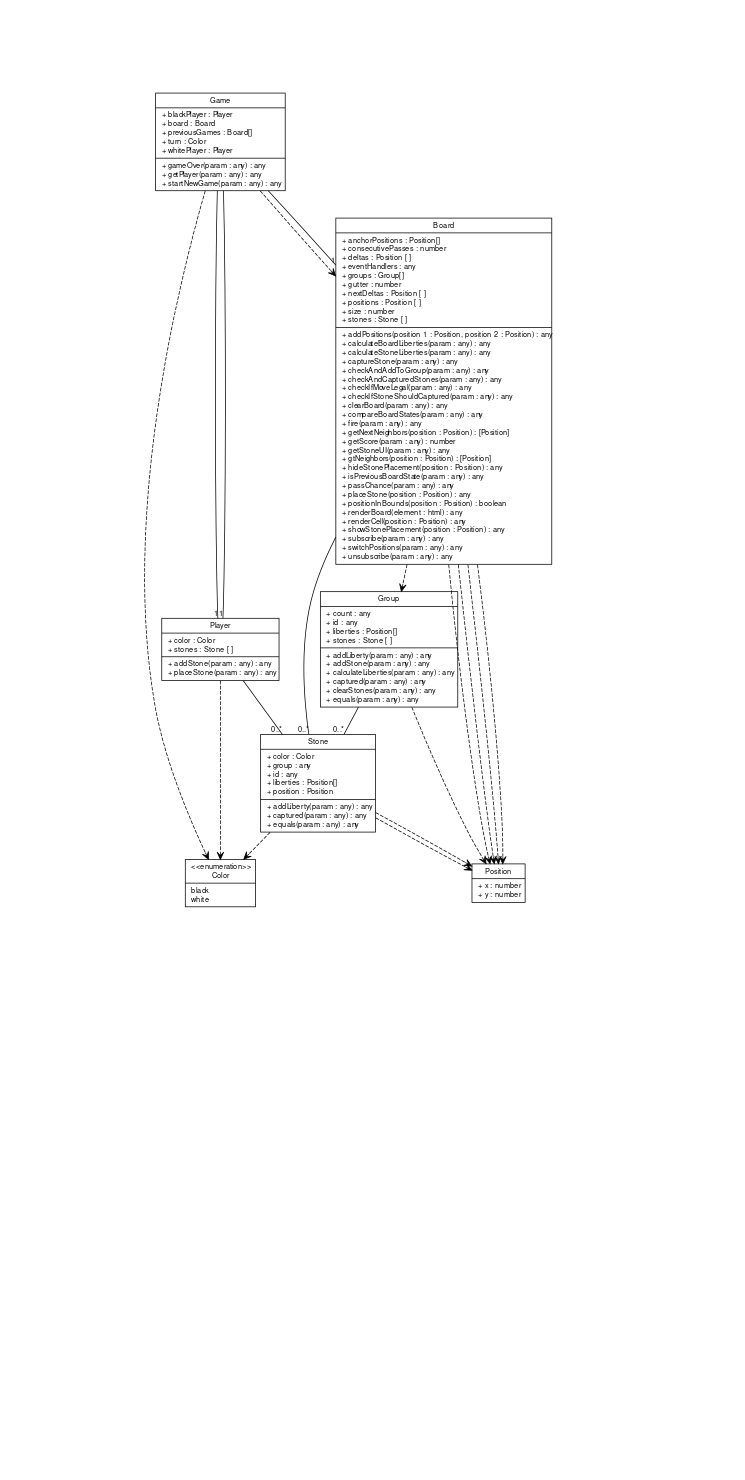 Game
+ blackPlayer : Player
+ board : Board
+ previousGames : Board[]
+ turn : Color
+ whitePlayer : Player
+ gameOver(param : any) : any
+ getPlayer(param : any) : any
+ startNewGame(param : any) : any
Board
+ anchorPositions : Position[]
+ consecutivePasses : number
+ deltas : Position [ ]
+ eventHandlers : any
+ groups : Group[]
+ gutter : number
+ nextDeltas : Position [ ]
+ positions : Position [ ]
+ size : number
+ stones : Stone [ ]
+ addPositions(position 1 : Position, position 2 : Position) : any
+ calculateBoardLiberties(param : any) : any
+ calculateStoneLiberties(param : any) : any
+ captureStone(param : any) : any
+ checkAndAddToGroup(param : any) : any
+ checkAndCapturedStones(param : any) : any
+ checkIfMoveLegal(param : any) : any
+ checkIfStoneShouldCaptured(param : any) : any
+ clearBoard(param : any) : any
+ compareBoardStates(param : any) : any
+ fire(param : any) : any
+ getNextNeighbors(position : Position) : [Position]
+ getScore(param : any) : number
+ getStoneUI(param : any) : any
+ gtNeighbors(position : Position) : [Position]
+ hideStonePlacement(position : Position) : any
+ isPreviousBoardState(param : any) : any
+ passChance(param : any) : any
+ placeStone(position : Position) : any
+ positionInBounds(position : Position) : boolean
+ renderBoard(element : html) : any
+ renderCell(position : Position) : any
+ showStonePlacement(position : Position) : any
+ subscribe(param : any) : any
+ switchPositions(param : any) : any
+ unsubscribe(param : any) : any
1
1 1
Player
+ color : Color
+ stones : Stone [ ]
+ addStone(param : any) : any
+ placeStone(param : any) : any
Group
+ count : any
+ id : any
+ liberties : Position[]
+ stones : Stone [ ]
+ addLiberty(param : any) : any
+ addStone(param : any) : any
+ calculateLiberties(param : any) : any
+ captured(param : any) : any
+ clearStones(param : any) : any
+ equals(param : any) : any
0..* 0..* 0..*
Stone
+ color : Color
+ group : any
+ id : any
+ liberties : Position[]
+ position : Position
+ addLiberty(param : any) : any
+ captured(param : any) : any
+ equals(param : any) : any
<<enumeration>>
Color
black
white
Position
+ x : number
+ y : number